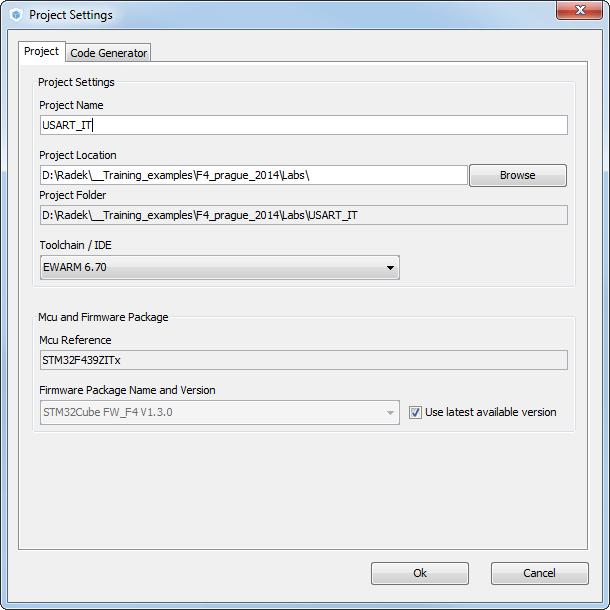 Project Settings
Project
Code Generator
Project Settings
Project Name
USART_IT
Project Location
D:\Radek\__Training_examples\F4_prague_2014\Labs\
Browse
Project Folder
D:\Radek\__Training_examples\F4_prague_2014\Labs\USART_IT
Toolchain / IDE
EWARM 6.70
Mcu and Firmware Package
Mcu Reference
STM32F439ZITx
Firmware Package Name and Version
STM32Cube FW_F4 V1.3.0
Use latest available version
Ok
Cancel